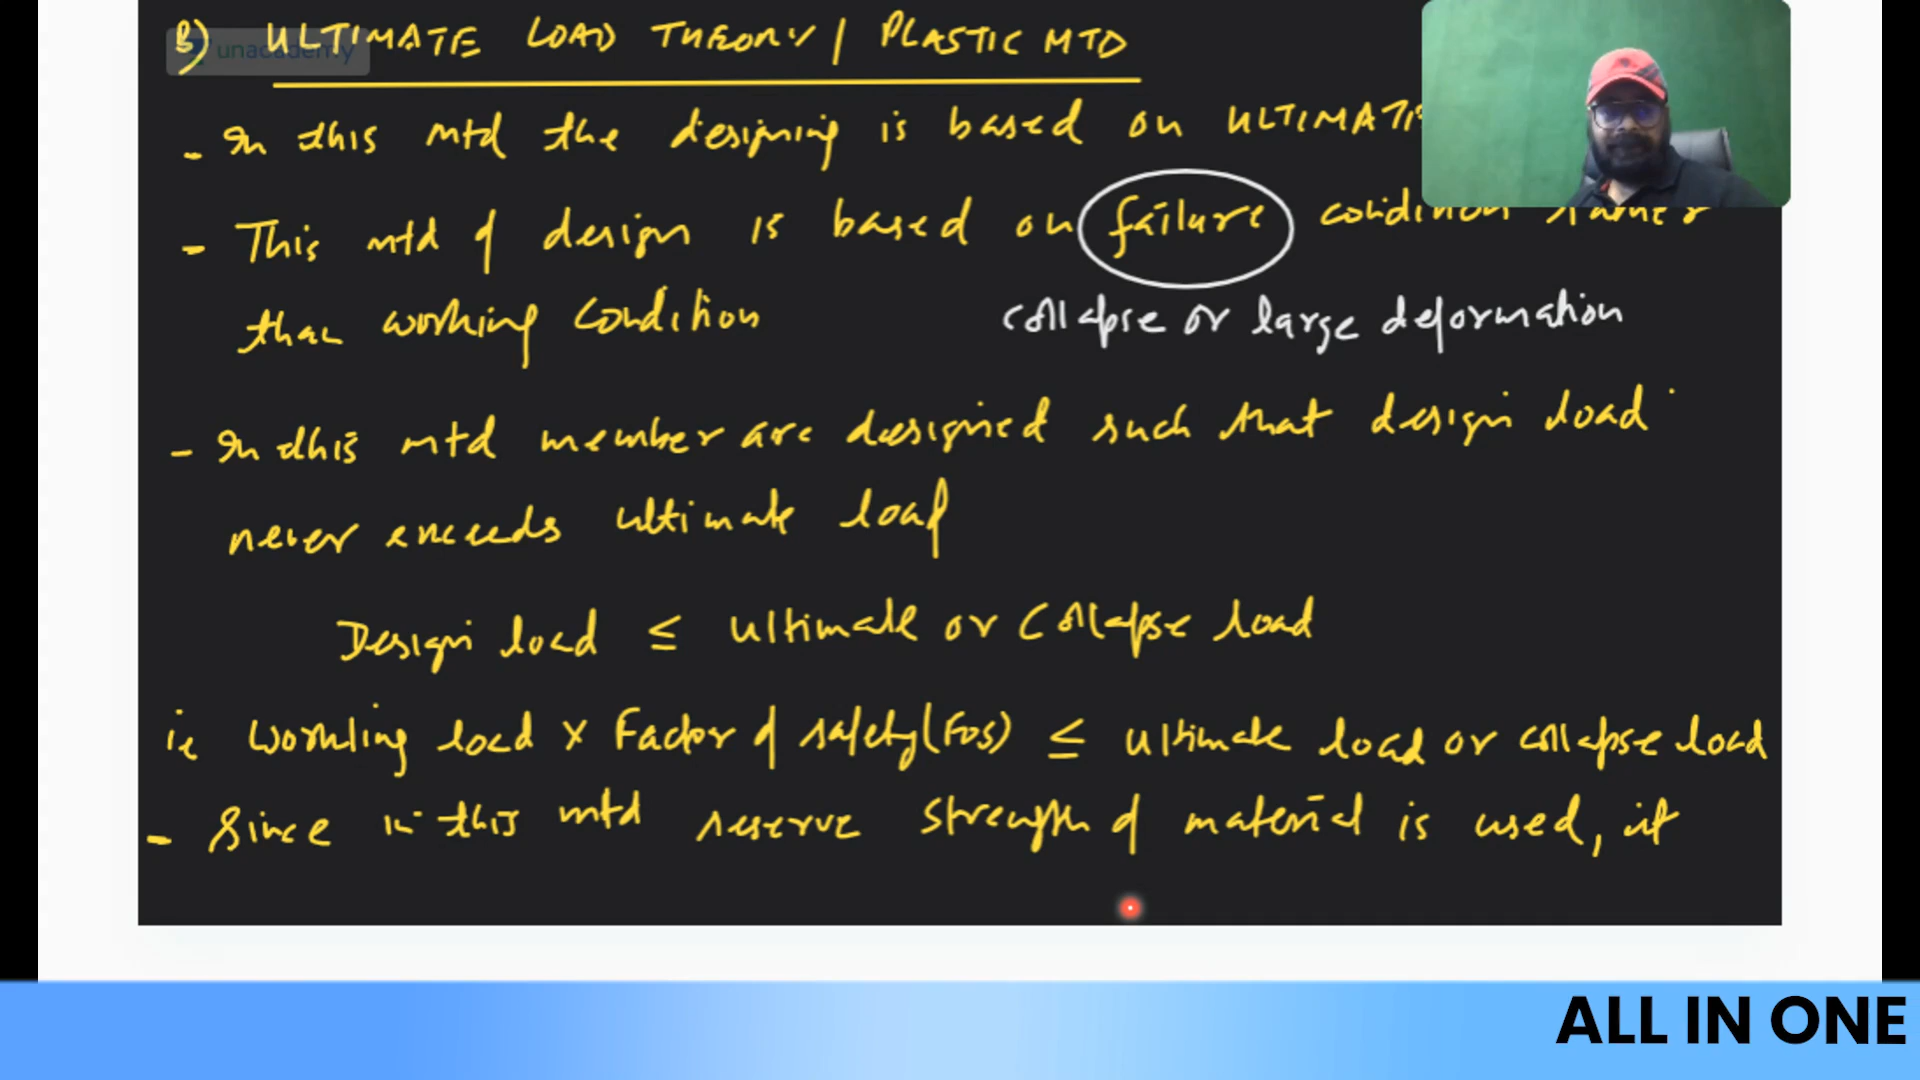 B) ULTIMATE LOAD THEORY / PLASTIC MTD
unacademy
- In this mtd the designing is based on ULTIMATE
- This mtd of design is based on failure condition rather
than working condition
collapse or large deformation
- In this mtd member are designed such that design load
never exceeds ultimate load
Design load ≤ ultimate or collapse load
ie working load x Factor of safety (FOS) ≤ ultimate load or collapse load
- Since in this mtd reserve strength of material is used, it
ALL IN ONE